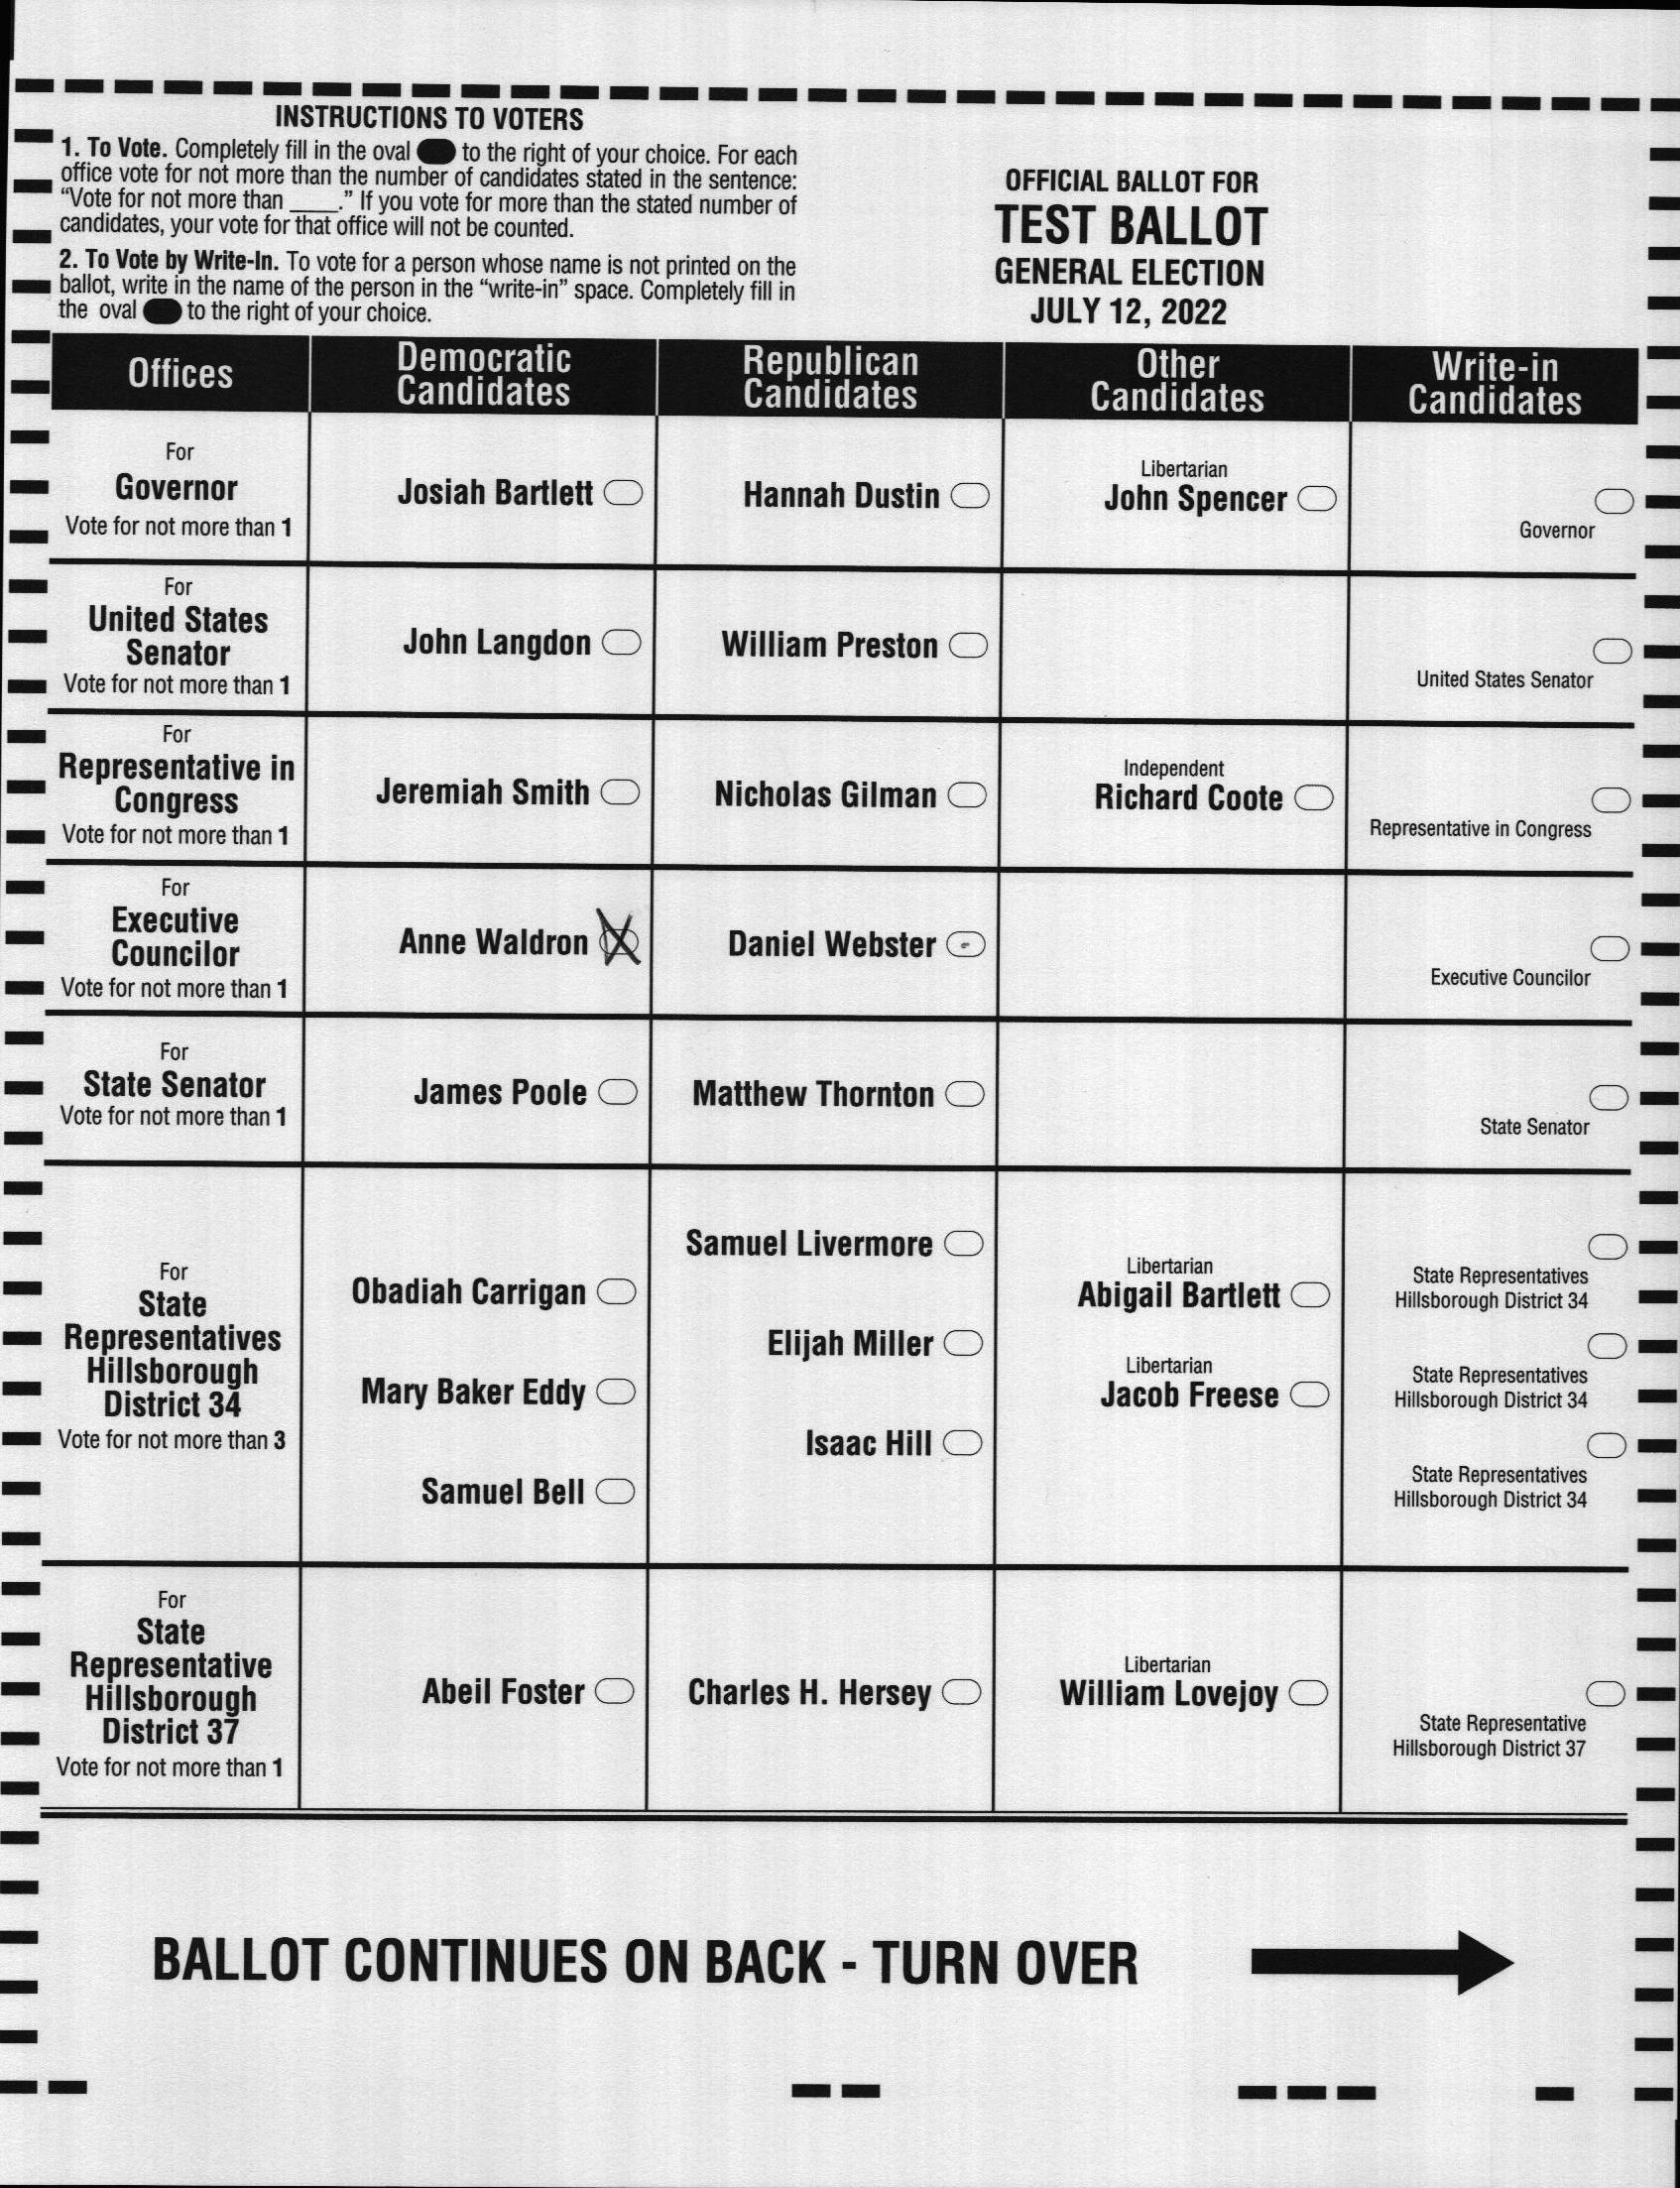 INSTRUCTIONS TO VOTERS
1. To Vote. Completely fill in the oval to the right of your choice. For each
office vote for not more than the number of candidates stated in the sentence:
“Vote for not more than ____.” If you vote for more than the stated number of
candidates, your vote for that office will not be counted.
2. To Vote by Write-In. To vote for a person whose name is not printed on the
ballot, write in the name of the person in the “write-in” space. Completely fill in
the oval to the right of your choice.
OFFICIAL BALLOT FOR
TEST BALLOT
GENERAL ELECTION
JULY 12, 2022
Offices
Democratic
Candidates
Republican
Candidates
Other
Candidates
Write-in
Candidates
For
Governor
Vote for not more than 1
Josiah Bartlett
Hannah Dustin
Libertarian
John Spencer
Governor
For
United States
Senator
Vote for not more than 1
John Langdon
William Preston
United States Senator
For
Representative in
Congress
Vote for not more than 1
Jeremiah Smith
Nicholas Gilman
Independent
Richard Coote
Representative in Congress
For
Executive
Councilor
Vote for not more than 1
Anne Waldron
Daniel Webster
Executive Councilor
For
State Senator
Vote for not more than 1
James Poole
Matthew Thornton
State Senator
For
State
Representatives
Hillsborough
District 34
Vote for not more than 3
Obadiah Carrigan
Mary Baker Eddy
Samuel Bell
Samuel Livermore
Elijah Miller
Isaac Hill
Libertarian
Abigail Bartlett
Libertarian
Jacob Freese
State Representatives
Hillsborough District 34
State Representatives
Hillsborough District 34
State Representatives
Hillsborough District 34
For
State
Representative
Hillsborough
District 37
Vote for not more than 1
Abeil Foster
Charles H. Hersey
Libertarian
William Lovejoy
State Representative
Hillsborough District 37
BALLOT CONTINUES ON BACK - TURN OVER